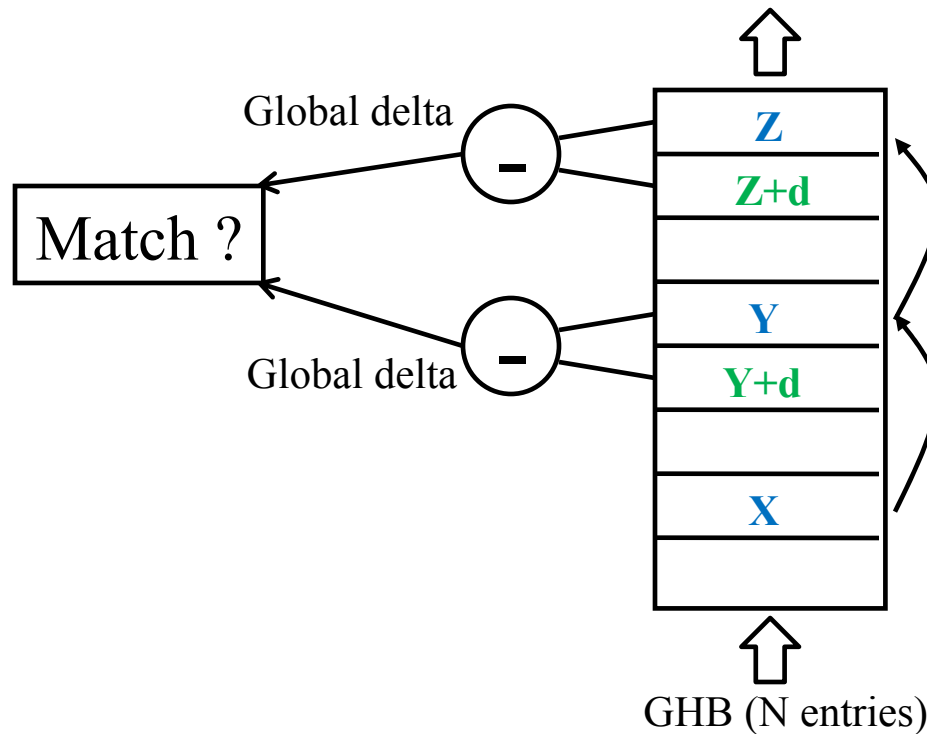 Global delta
-
Z
Z+d
Match ?
-
Y
Global delta
Y+d
X
GHB (N entries)